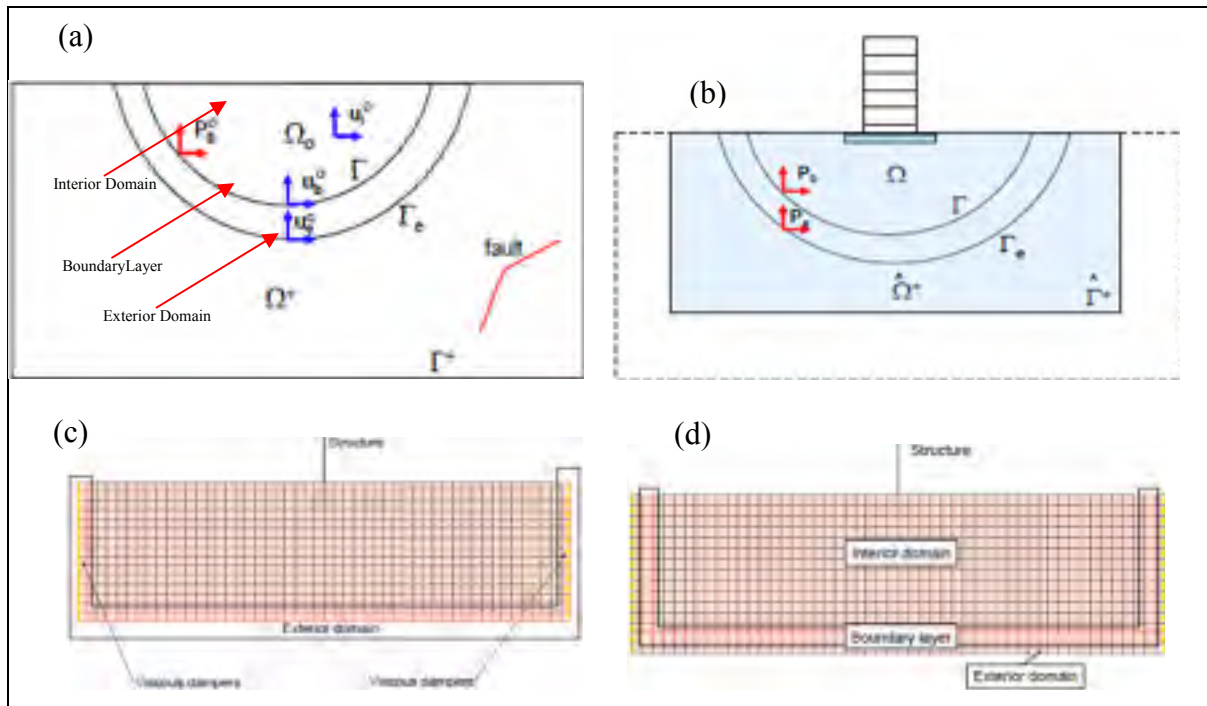 (a)
Interior Domain
BoundaryLayer
Exterior Domain
Ω₀
Γ
Γₑ
Ω⁺
fault
Γ⁺
(b)
Ω
Γ
Γₑ
Ω̂⁺
Γ̂⁺
(c)
Structure
Exterior domain
Viscous dampers
Viscous dampers
(d)
Structure
Interior domain
Boundary layer
Exterior domain